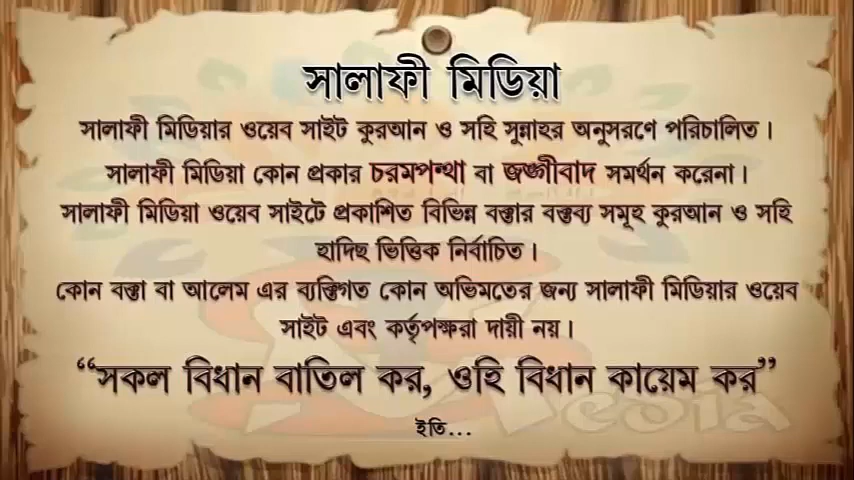 সালাফী মিডিয়া
সালাফী মিডিয়ার ওয়েব সাইট কুরআন ও সহি সুন্নাহর অনুসরণে পরিচালিত।
সালাফী মিডিয়া কোন প্রকার চরমপন্থা বা জঙ্গীবাদ সমর্থন করেনা।
সালাফী মিডিয়া ওয়েব সাইটে প্রকাশিত বিভিন্ন বক্তার বক্তব্য সমূহ কুরআন ও সহি
হাদিছ ভিত্তিক নির্বাচিত।
কোন বক্তা বা আলেম এর ব্যক্তিগত কোন অভিমতের জন্য সালাফী মিডিয়ার ওয়েব
সাইট এবং কর্তৃপক্ষরা দায়ী নয়।
“সকল বিধান বাতিল কর, ওহি বিধান কায়েম কর”
ইতি...